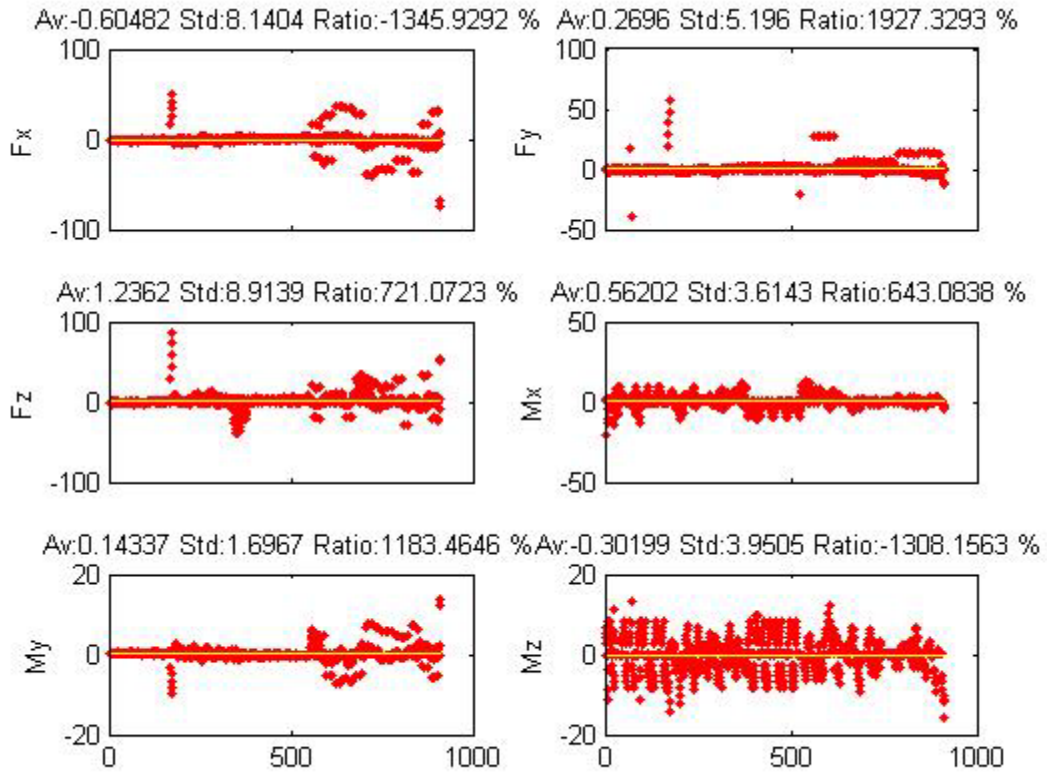 Av:-0.60482 Std:8.1404 Ratio:-1345.9292 %
Av:0.2696 Std:5.196 Ratio:1927.3293 %
100
0
-100
Fx
100
50
0
-50
Fy
Av:1.2362 Std:8.9139 Ratio:721.0723 %
Av:0.56202 Std:3.6143 Ratio:643.0838 %
100
0
-100
Fz
50
0
-50
Mx
Av:0.14337 Std:1.6967 Ratio:1183.4646 %
Av:-0.30199 Std:3.9505 Ratio:-1308.1563 %
20
0
-20
My
0 500 1000
20
0
-20
Mz
0 500 1000